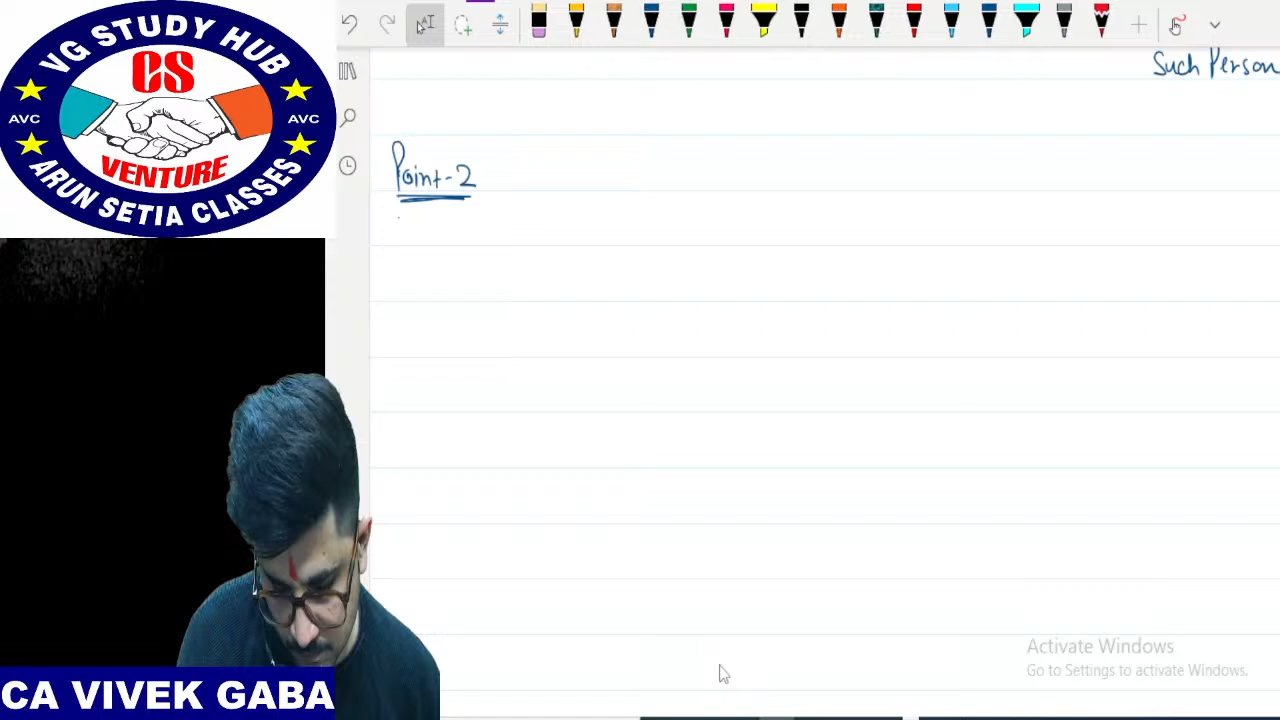 VG STUDY HUB
CS
AVC
AVC
VENTURE
ARUN SETIA CLASSES
Such Person
Point-2
Activate Windows
Go to Settings to activate Windows.
CA VIVEK GABA